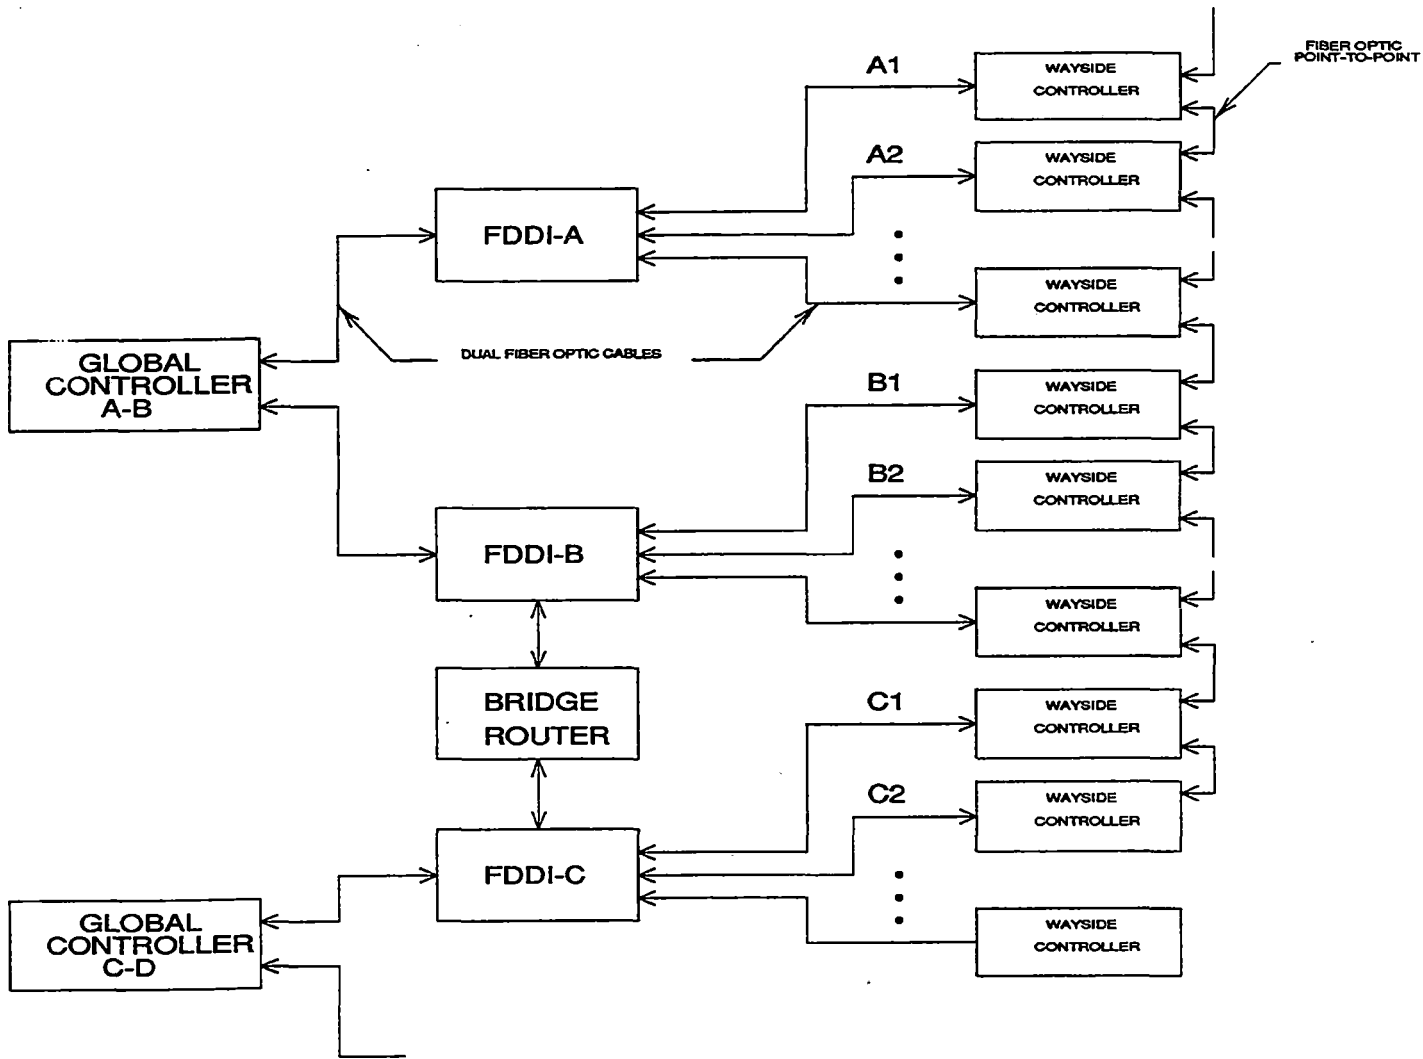 FIBER OPTIC
POINT-TO-POINT
A1
WAYSIDE
CONTROLLER
A2
WAYSIDE
CONTROLLER
FDDI-A
WAYSIDE
CONTROLLER
DUAL FIBER OPTIC CABLES
GLOBAL
CONTROLLER
A-B
B1
WAYSIDE
CONTROLLER
B2
WAYSIDE
CONTROLLER
FDDI-B
WAYSIDE
CONTROLLER
BRIDGE
ROUTER
C1
WAYSIDE
CONTROLLER
C2
WAYSIDE
CONTROLLER
FDDI-C
GLOBAL
CONTROLLER
C-D
WAYSIDE
CONTROLLER